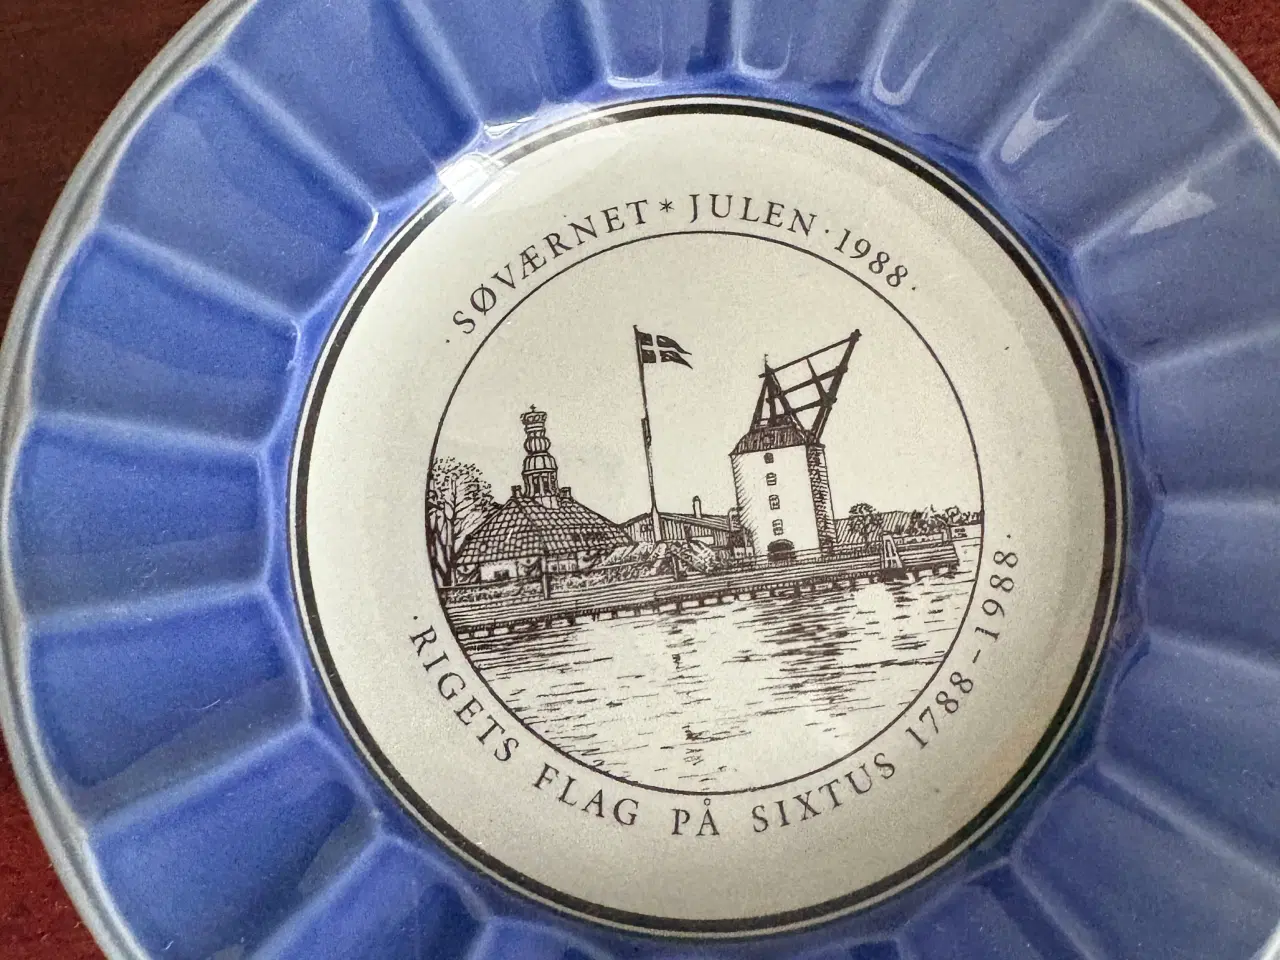 · SØVÆRNET * JULEN · 1988 ·
· RIGETS FLAG PÅ SIXTUS 1788–1988 ·